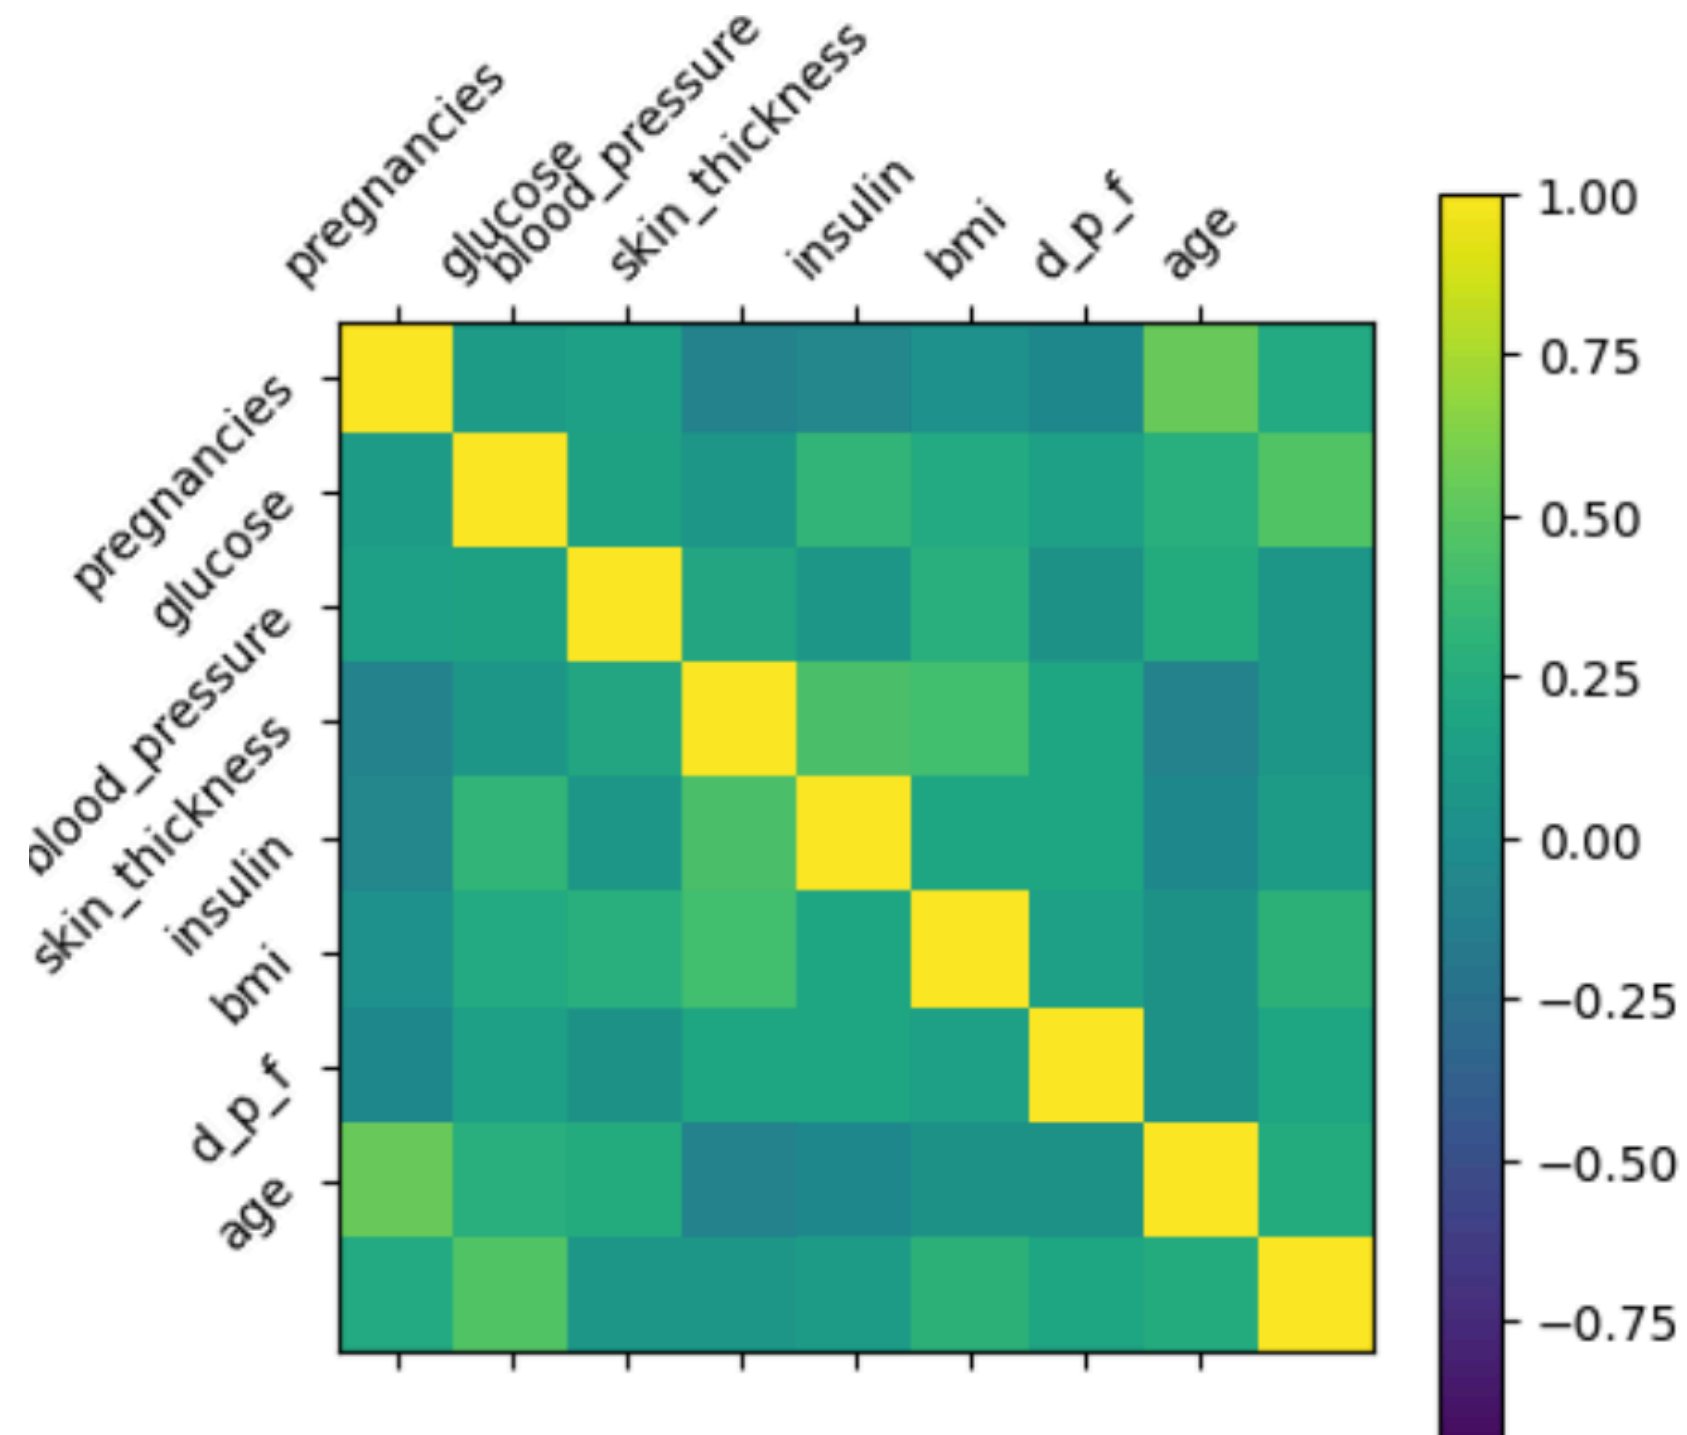 pregnancies
glucose
blood_pressure
skin_thickness
insulin
bmi
d_p_f
age
pregnancies
glucose
blood_pressure
skin_thickness
insulin
bmi
d_p_f
age
1.00
0.75
0.50
0.25
0.00
−0.25
−0.50
−0.75